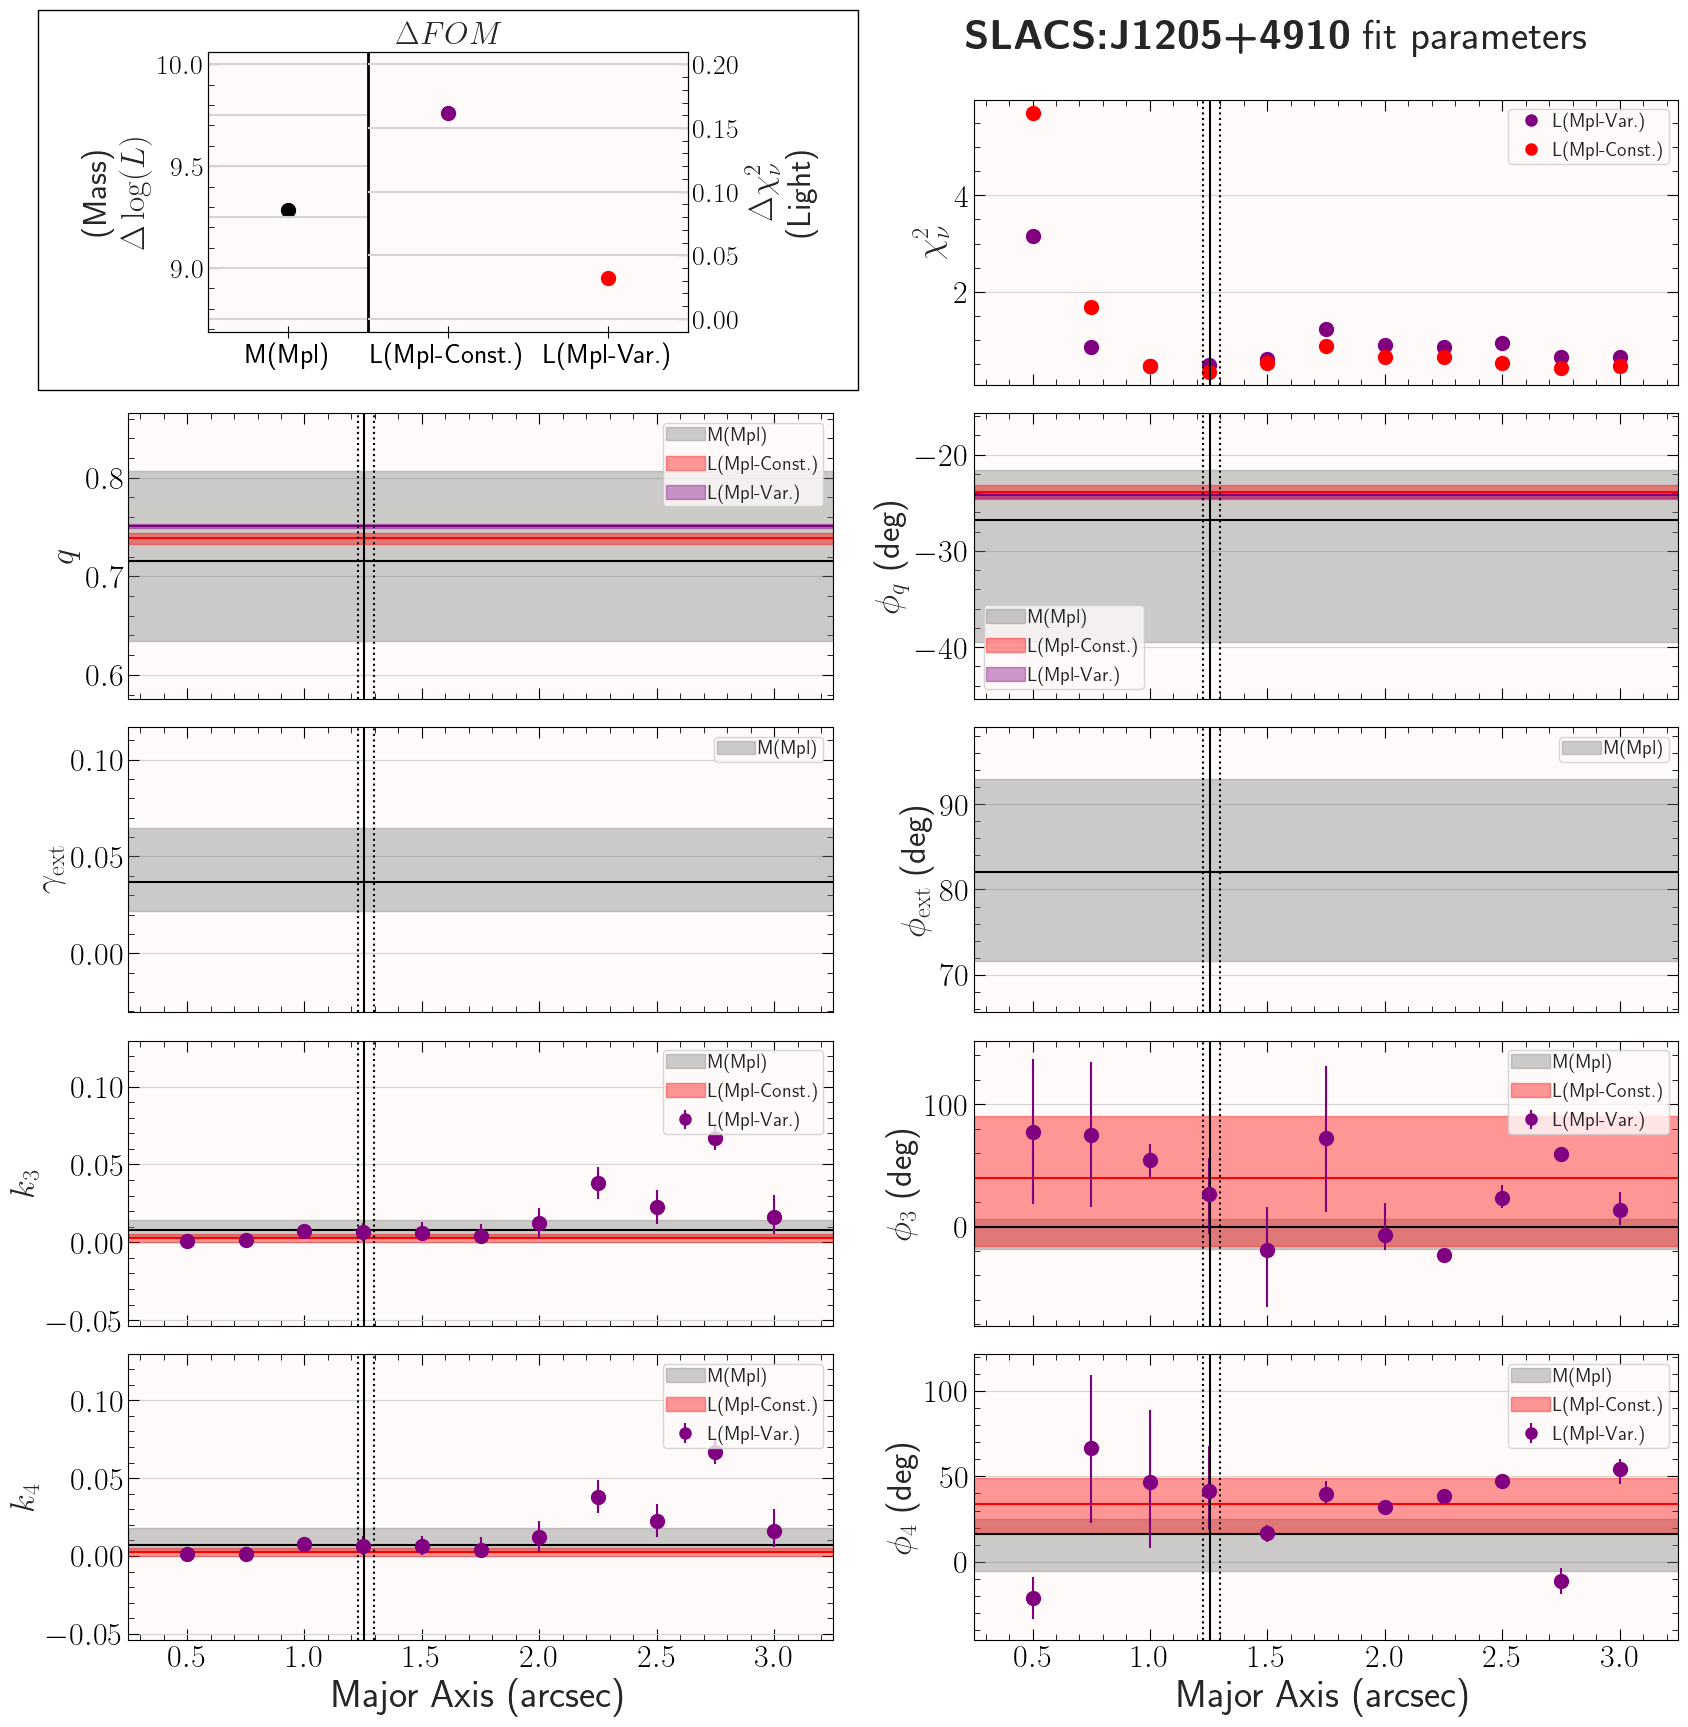 ΔFOM
SLACS:J1205+4910 fit parameters
10.0
9.5
9.0
(Mass)
Δ log(L)
0.20
0.15
0.10
0.05
0.00
Δχ²ν
(Light)
M(Mpl) L(Mpl-Const.) L(Mpl-Var.)
4
2
χ²ν
L(Mpl-Var.)
L(Mpl-Const.)
0.8
0.7
0.6
q
M(Mpl)
L(Mpl-Const.)
L(Mpl-Var.)
−20
−30
−40
ϕq (deg)
M(Mpl)
L(Mpl-Const.)
L(Mpl-Var.)
0.10
0.05
0.00
γext
M(Mpl)
90
80
70
ϕext (deg)
M(Mpl)
0.10
0.05
0.00
−0.05
k3
M(Mpl)
L(Mpl-Const.)
L(Mpl-Var.)
100
0
ϕ3 (deg)
M(Mpl)
L(Mpl-Const.)
L(Mpl-Var.)
0.10
0.05
0.00
−0.05
k4
M(Mpl)
L(Mpl-Const.)
L(Mpl-Var.)
0.5 1.0 1.5 2.0 2.5 3.0
Major Axis (arcsec)
100
50
0
ϕ4 (deg)
M(Mpl)
L(Mpl-Const.)
L(Mpl-Var.)
0.5 1.0 1.5 2.0 2.5 3.0
Major Axis (arcsec)